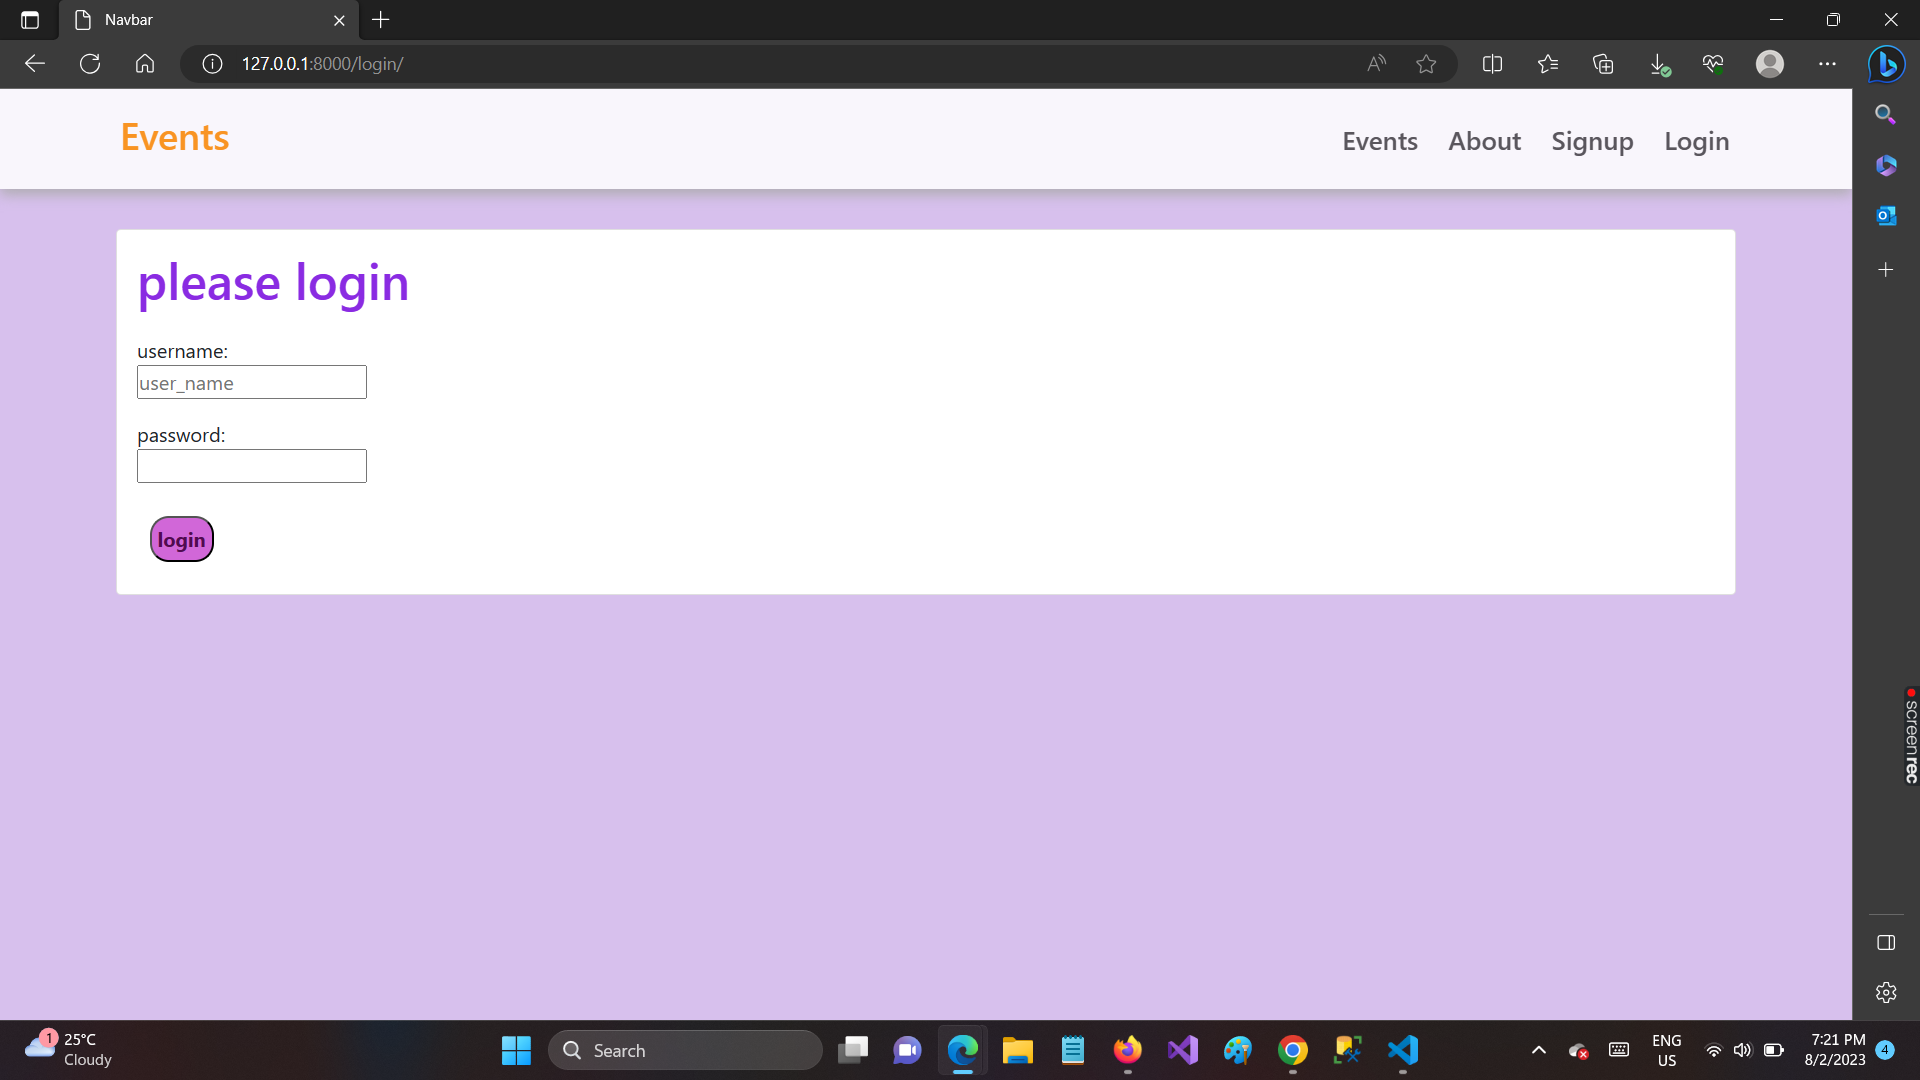 Navbar
127.0.0.1:8000/login/
Events
Events About Signup Login
please login
username:
user_name
password:
login
screenrec
1
25°C
Cloudy
Search
ENG
US
7:21 PM
8/2/2023
4